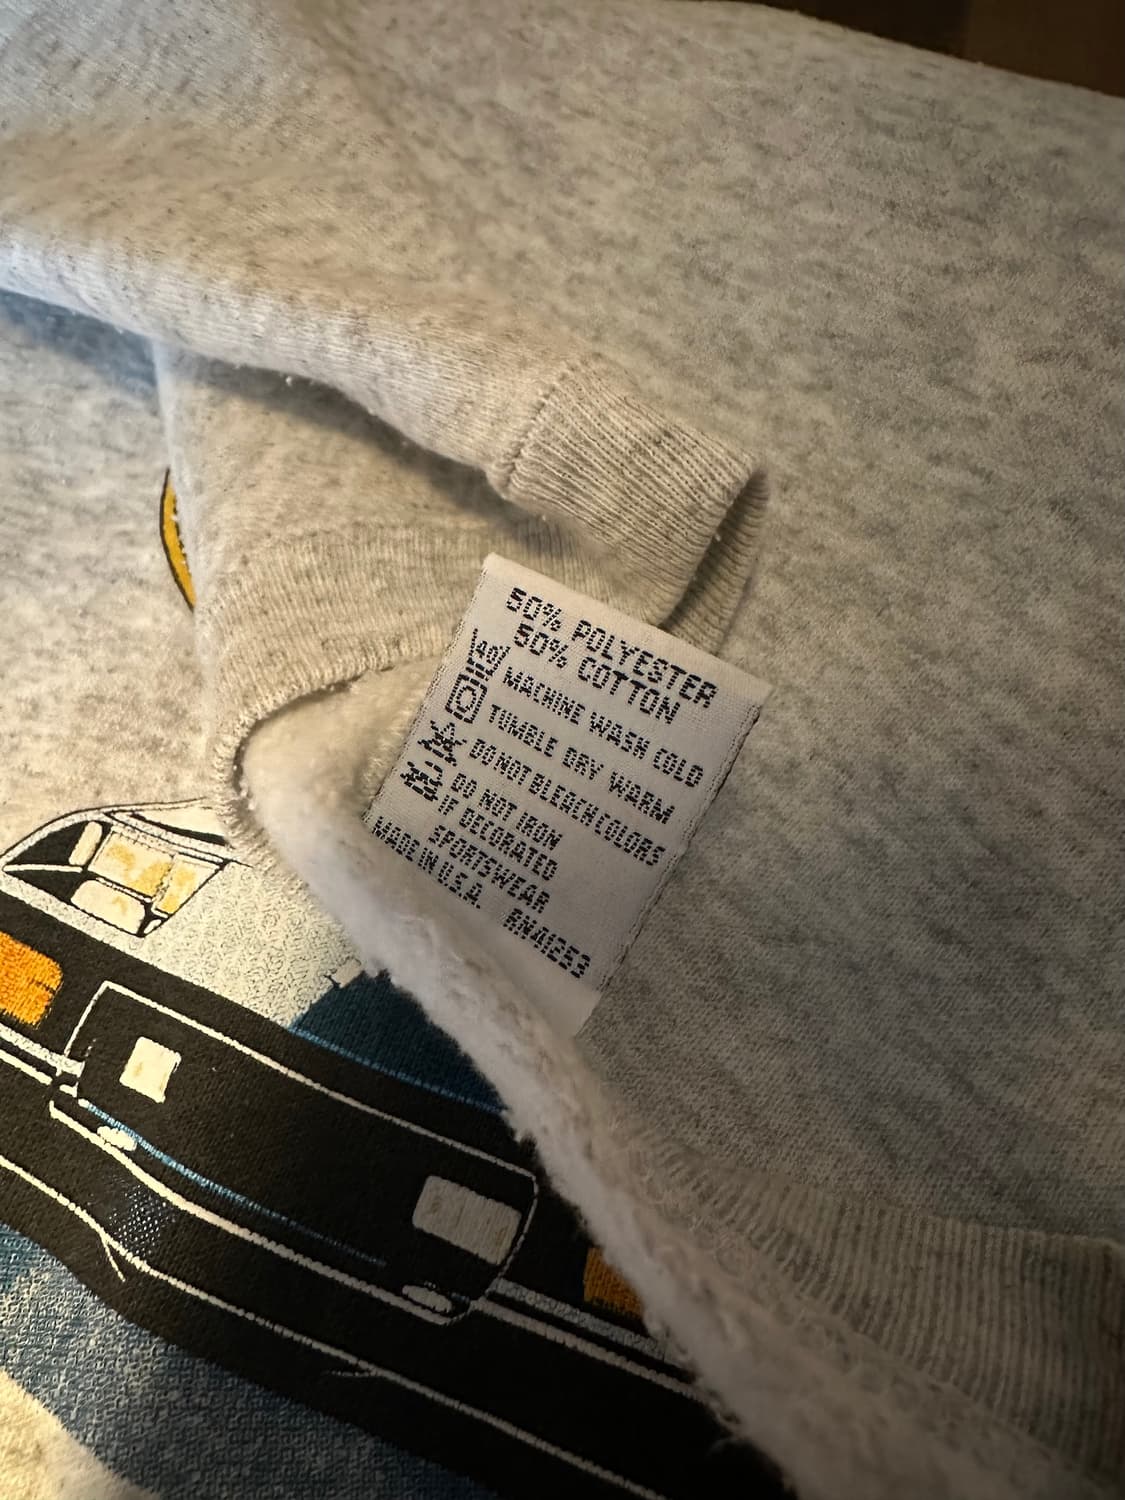 50% POLYESTER
50% COTTON
MACHINE WASH COLD
TUMBLE DRY WARM
DO NOT BLEACH COLORS
DO NOT IRON
IF DECORATED
SPORTSWEAR
MADE IN U.S.A. RN41253